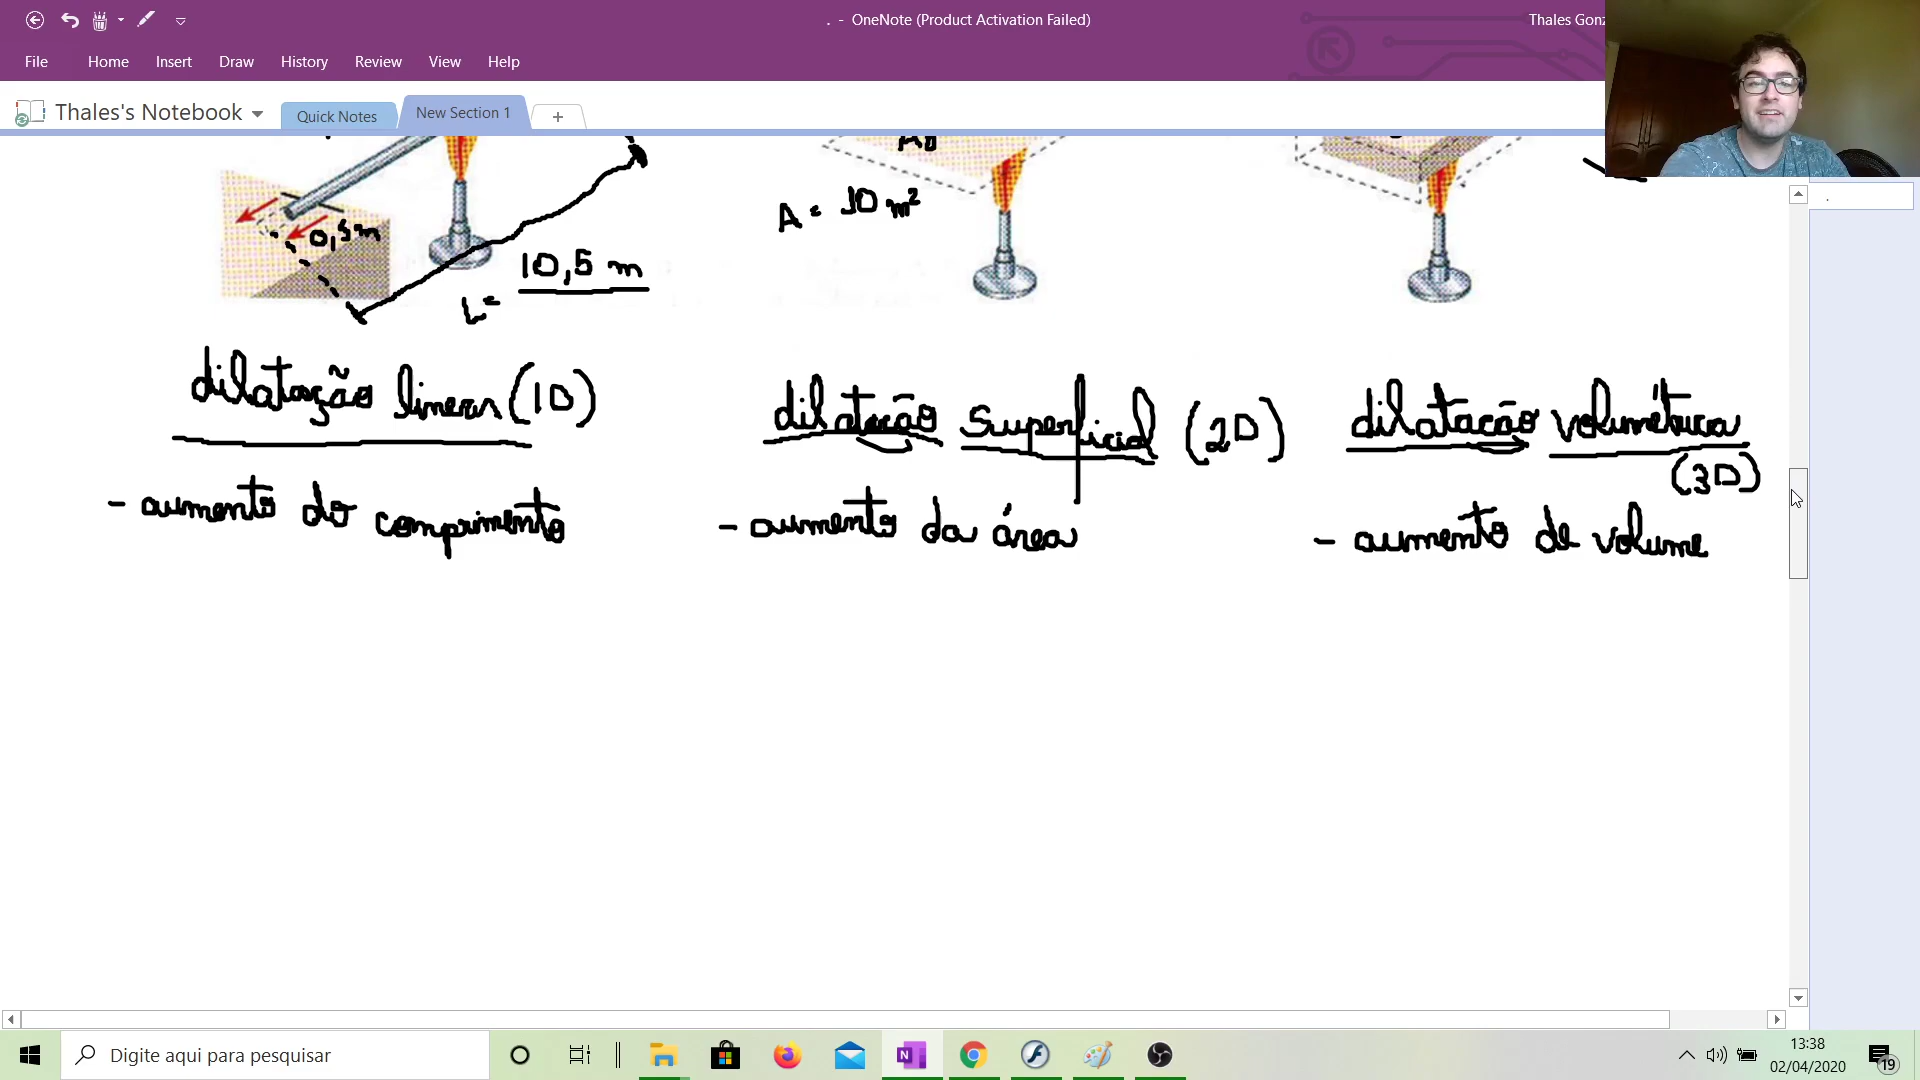 . - OneNote (Product Activation Failed)
Thales Gonz
File Home Insert Draw History Review View Help
Thales's Notebook
Quick Notes
New Section 1
+
.
A₀
0,5 m
A = 10 m²
10,5 m
L =
dilatação linear (1D)
dilatação superficial (2D)
dilatação volumétrica
(3D)
- aumento do comprimento
- aumento da área
- aumento de volume
Digite aqui para pesquisar
13:38
02/04/2020
19